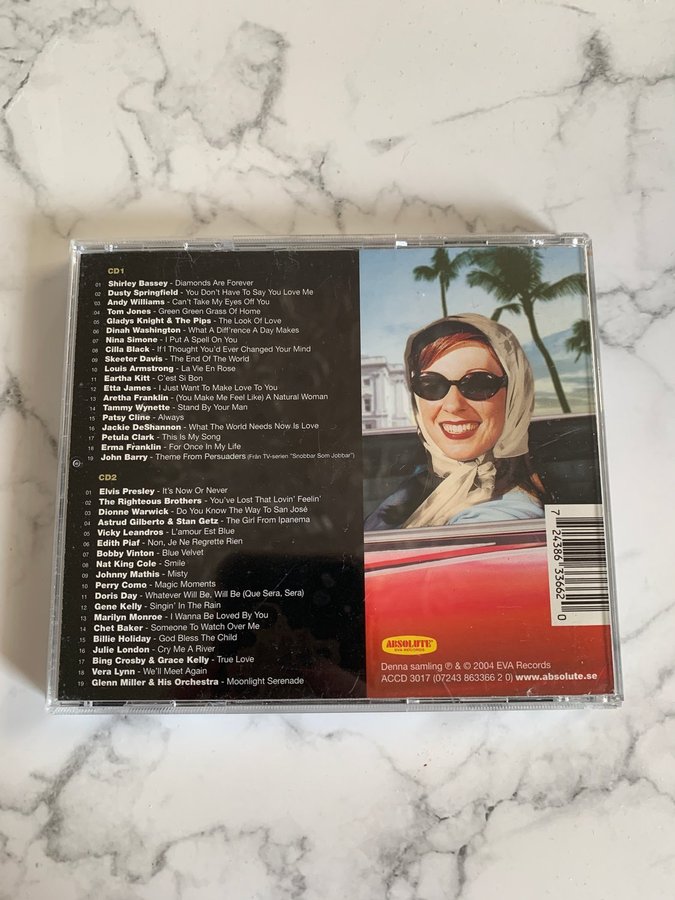 CD1
01 Shirley Bassey - Diamonds Are Forever
02 Dusty Springfield - You Don't Have To Say You Love Me
03 Andy Williams - Can't Take My Eyes Off You
04 Tom Jones - Green Green Grass Of Home
05 Gladys Knight & The Pips - The Look Of Love
06 Dinah Washington - What A Diff'rence A Day Makes
07 Nina Simone - I Put A Spell On You
08 Cilla Black - If I Thought You'd Ever Changed Your Mind
09 Skeeter Davis - The End Of The World
10 Louis Armstrong - La Vie En Rose
11 Eartha Kitt - C'est Si Bon
12 Etta James - I Just Want To Make Love To You
13 Aretha Franklin - (You Make Me Feel Like) A Natural Woman
14 Tammy Wynette - Stand By Your Man
15 Patsy Cline - Always
16 Jackie DeShannon - What The World Needs Now Is Love
17 Petula Clark - This Is My Song
18 Erma Franklin - For Once In My Life
19 John Barry - Theme From Persuaders (Från TV-serien "Snobbar Som Jobbar")
CD2
01 Elvis Presley - It's Now Or Never
02 The Righteous Brothers - You've Lost That Lovin' Feelin'
03 Dionne Warwick - Do You Know The Way To San José
04 Astrud Gilberto & Stan Getz - The Girl From Ipanema
05 Vicky Leandros - L'amour Est Blue
06 Edith Piaf - Non, Je Ne Regrette Rien
07 Bobby Vinton - Blue Velvet
08 Nat King Cole - Smile
09 Johnny Mathis - Misty
10 Perry Como - Magic Moments
11 Doris Day - Whatever Will Be, Will Be (Que Sera, Sera)
12 Gene Kelly - Singin' In The Rain
13 Marilyn Monroe - I Wanna Be Loved By You
14 Chet Baker - Someone To Watch Over Me
15 Billie Holiday - God Bless The Child
16 Julie London - Cry Me A River
17 Bing Crosby & Grace Kelly - True Love
18 Vera Lynn - We'll Meet Again
19 Glenn Miller & His Orchestra - Moonlight Serenade
7 24386 33662 0
ABSOLUTE
EVA RECORDS
Denna samling ℗ & © 2004 EVA Records
ACCD 3017 (07243 863366 2 0) www.absolute.se